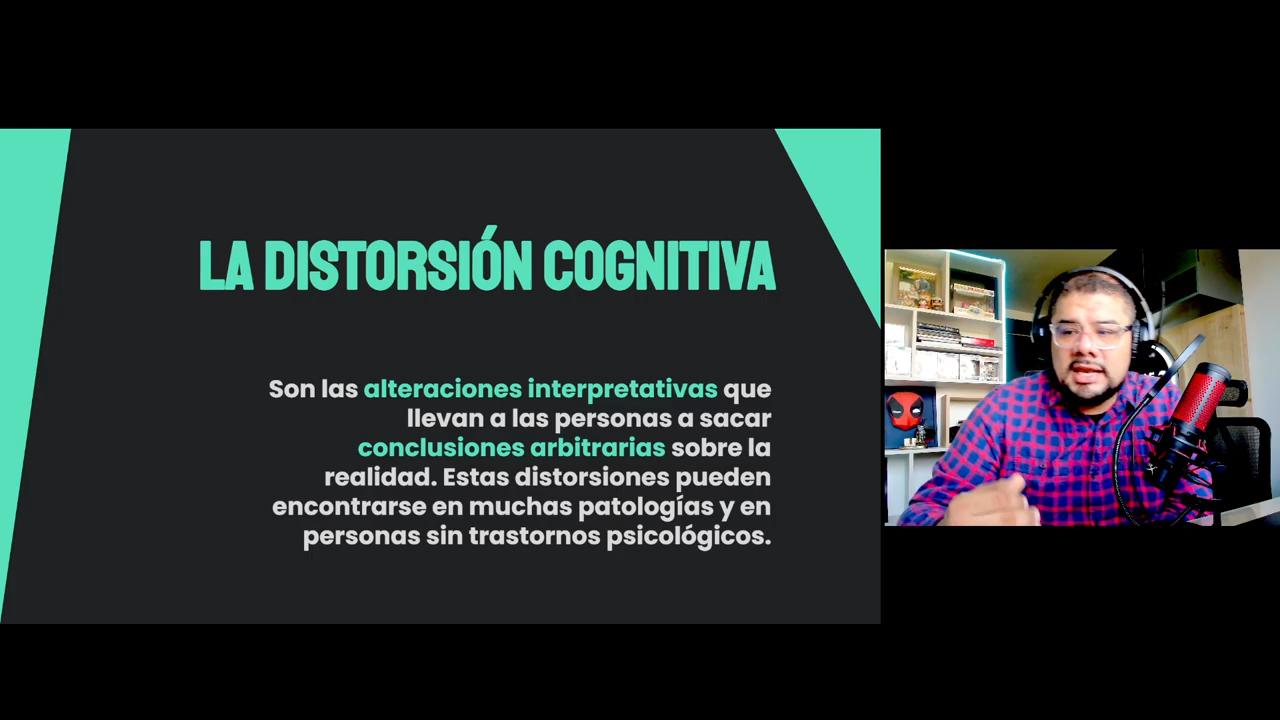 LA DISTORSIÓN COGNITIVA
Son las alteraciones interpretativas que
llevan a las personas a sacar
conclusiones arbitrarias sobre la
realidad. Estas distorsiones pueden
encontrarse en muchas patologías y en
personas sin trastornos psicológicos.